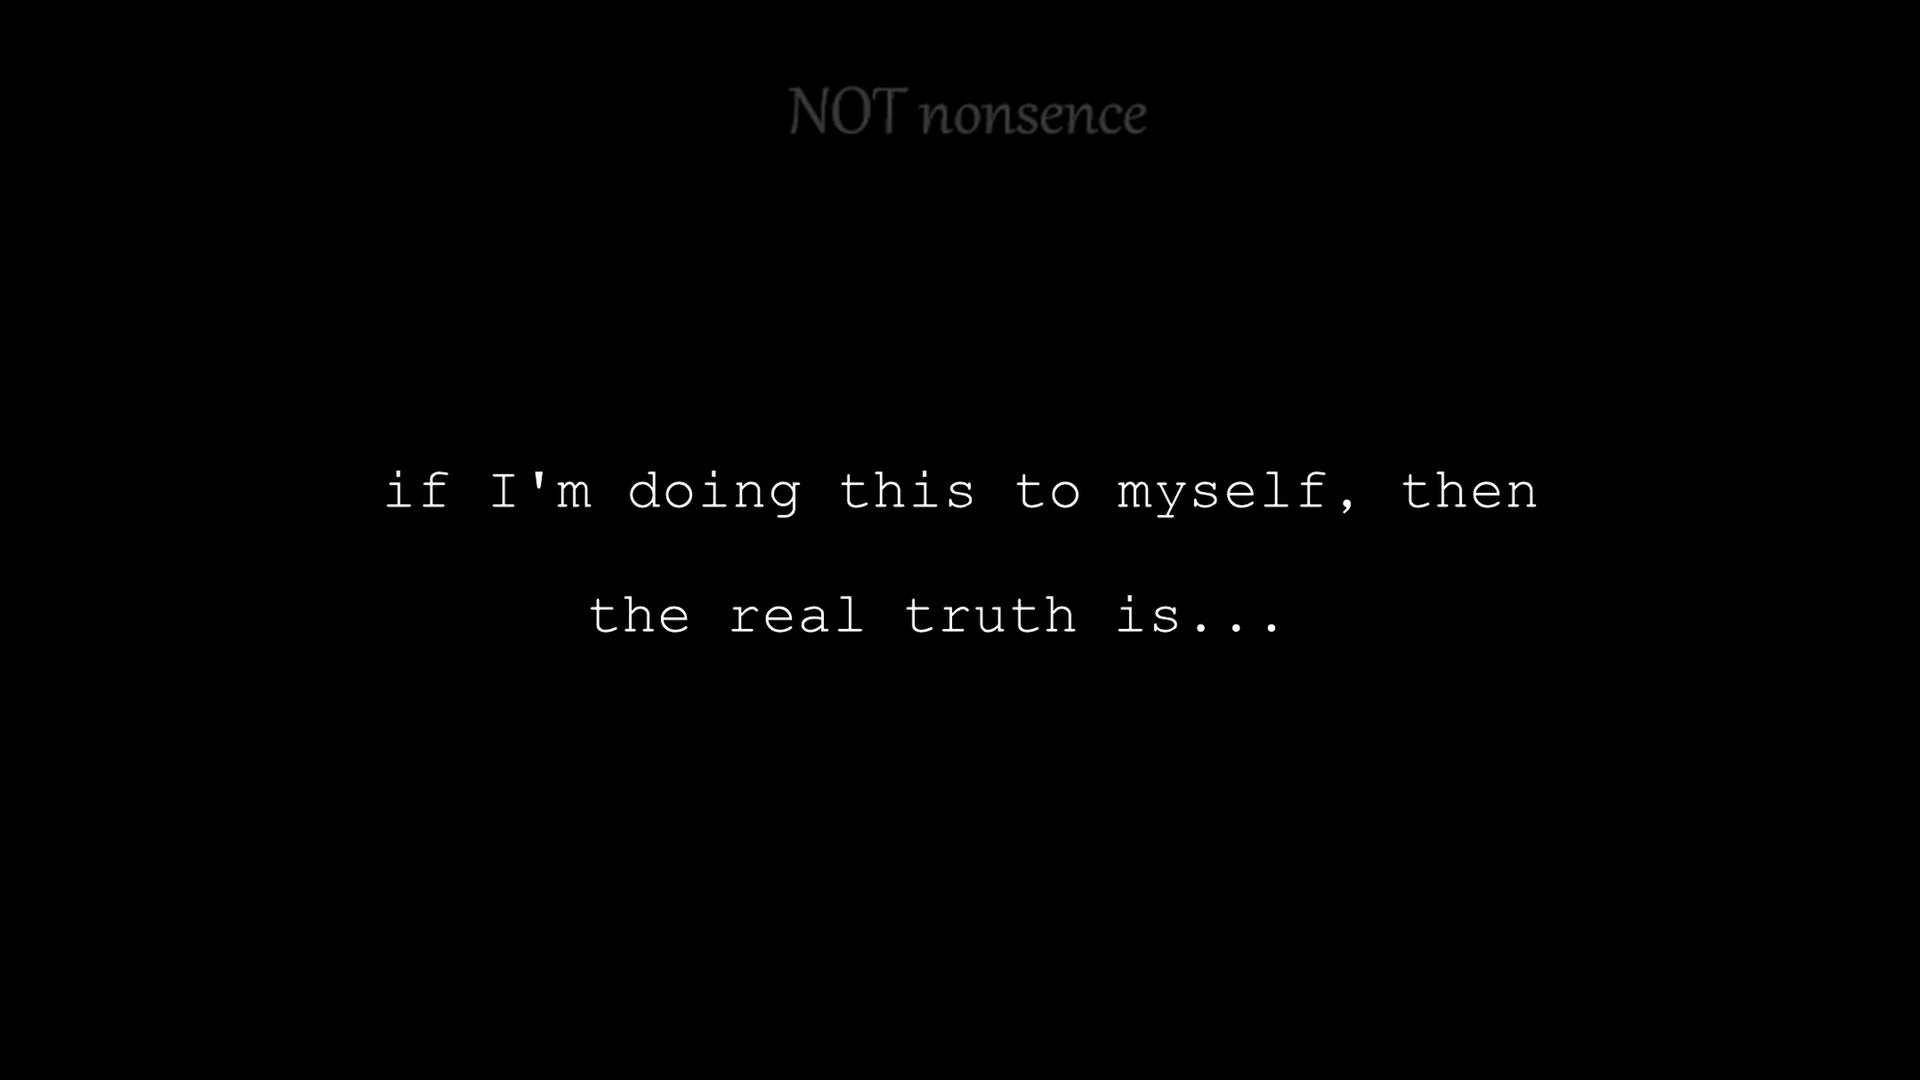 NOT nonsence
if I'm doing this to myself, then
the real truth is...